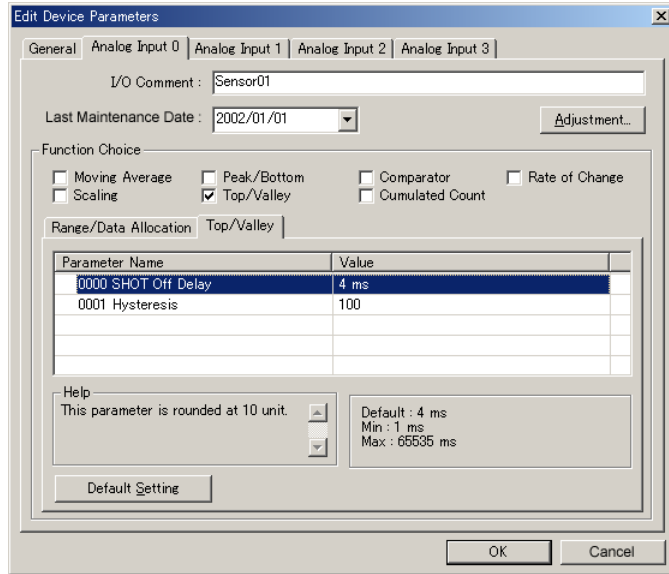 Edit Device Parameters
General Analog Input 0 Analog Input 1 Analog Input 2 Analog Input 3
I/O Comment : Sensor01
Last Maintenance Date : 2002/01/01 Adjustment...
Function Choice
Moving Average Peak/Bottom Comparator Rate of Change
Scaling Top/Valley Cumulated Count
Range/Data Allocation Top/Valley
Parameter Name Value
0000 SHOT Off Delay 4 ms
0001 Hysteresis 100
Help
This parameter is rounded at 10 unit.
Default : 4 ms
Min : 1 ms
Max : 65535 ms
Default Setting
OK Cancel